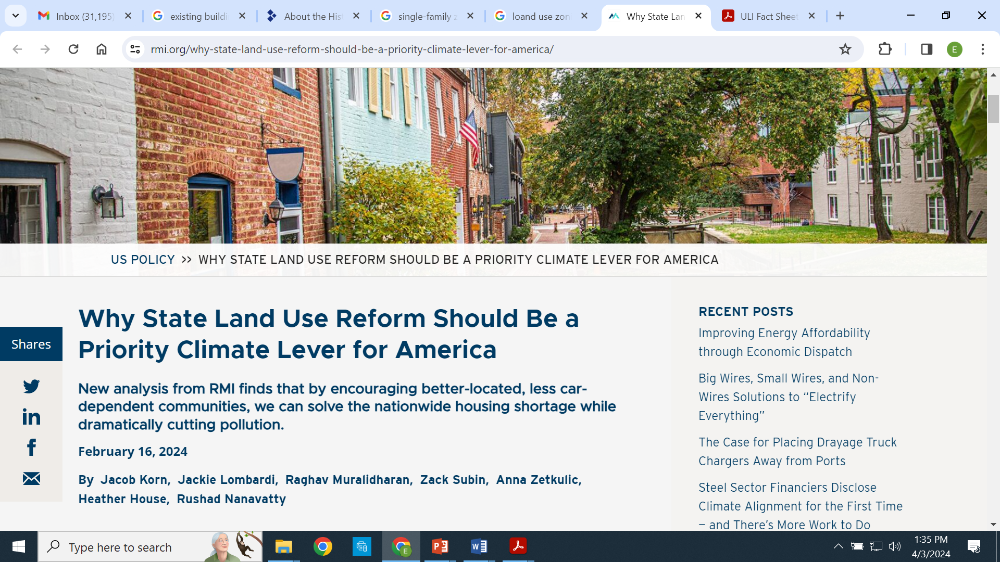 Inbox (31,195)
existing buildi
About the His
single-family z
loand use zon
Why State Lan
ULI Fact Sheet
rmi.org/why-state-land-use-reform-should-be-a-priority-climate-lever-for-america/
E
US POLICY >> WHY STATE LAND USE REFORM SHOULD BE A PRIORITY CLIMATE LEVER FOR AMERICA
Why State Land Use Reform Should Be a
Priority Climate Lever for America
Shares
New analysis from RMI finds that by encouraging better-located, less car-
dependent communities, we can solve the nationwide housing shortage while
dramatically cutting pollution.
February 16, 2024
By Jacob Korn, Jackie Lombardi, Raghav Muralidharan, Zack Subin, Anna Zetkulic,
Heather House, Rushad Nanavatty
RECENT POSTS
Improving Energy Affordability
through Economic Dispatch
Big Wires, Small Wires, and Non-
Wires Solutions to “Electrify
Everything”
The Case for Placing Drayage Truck
Chargers Away from Ports
Steel Sector Financiers Disclose
Climate Alignment for the First Time
— and There’s More Work to Do
Type here to search
1:35 PM
4/3/2024